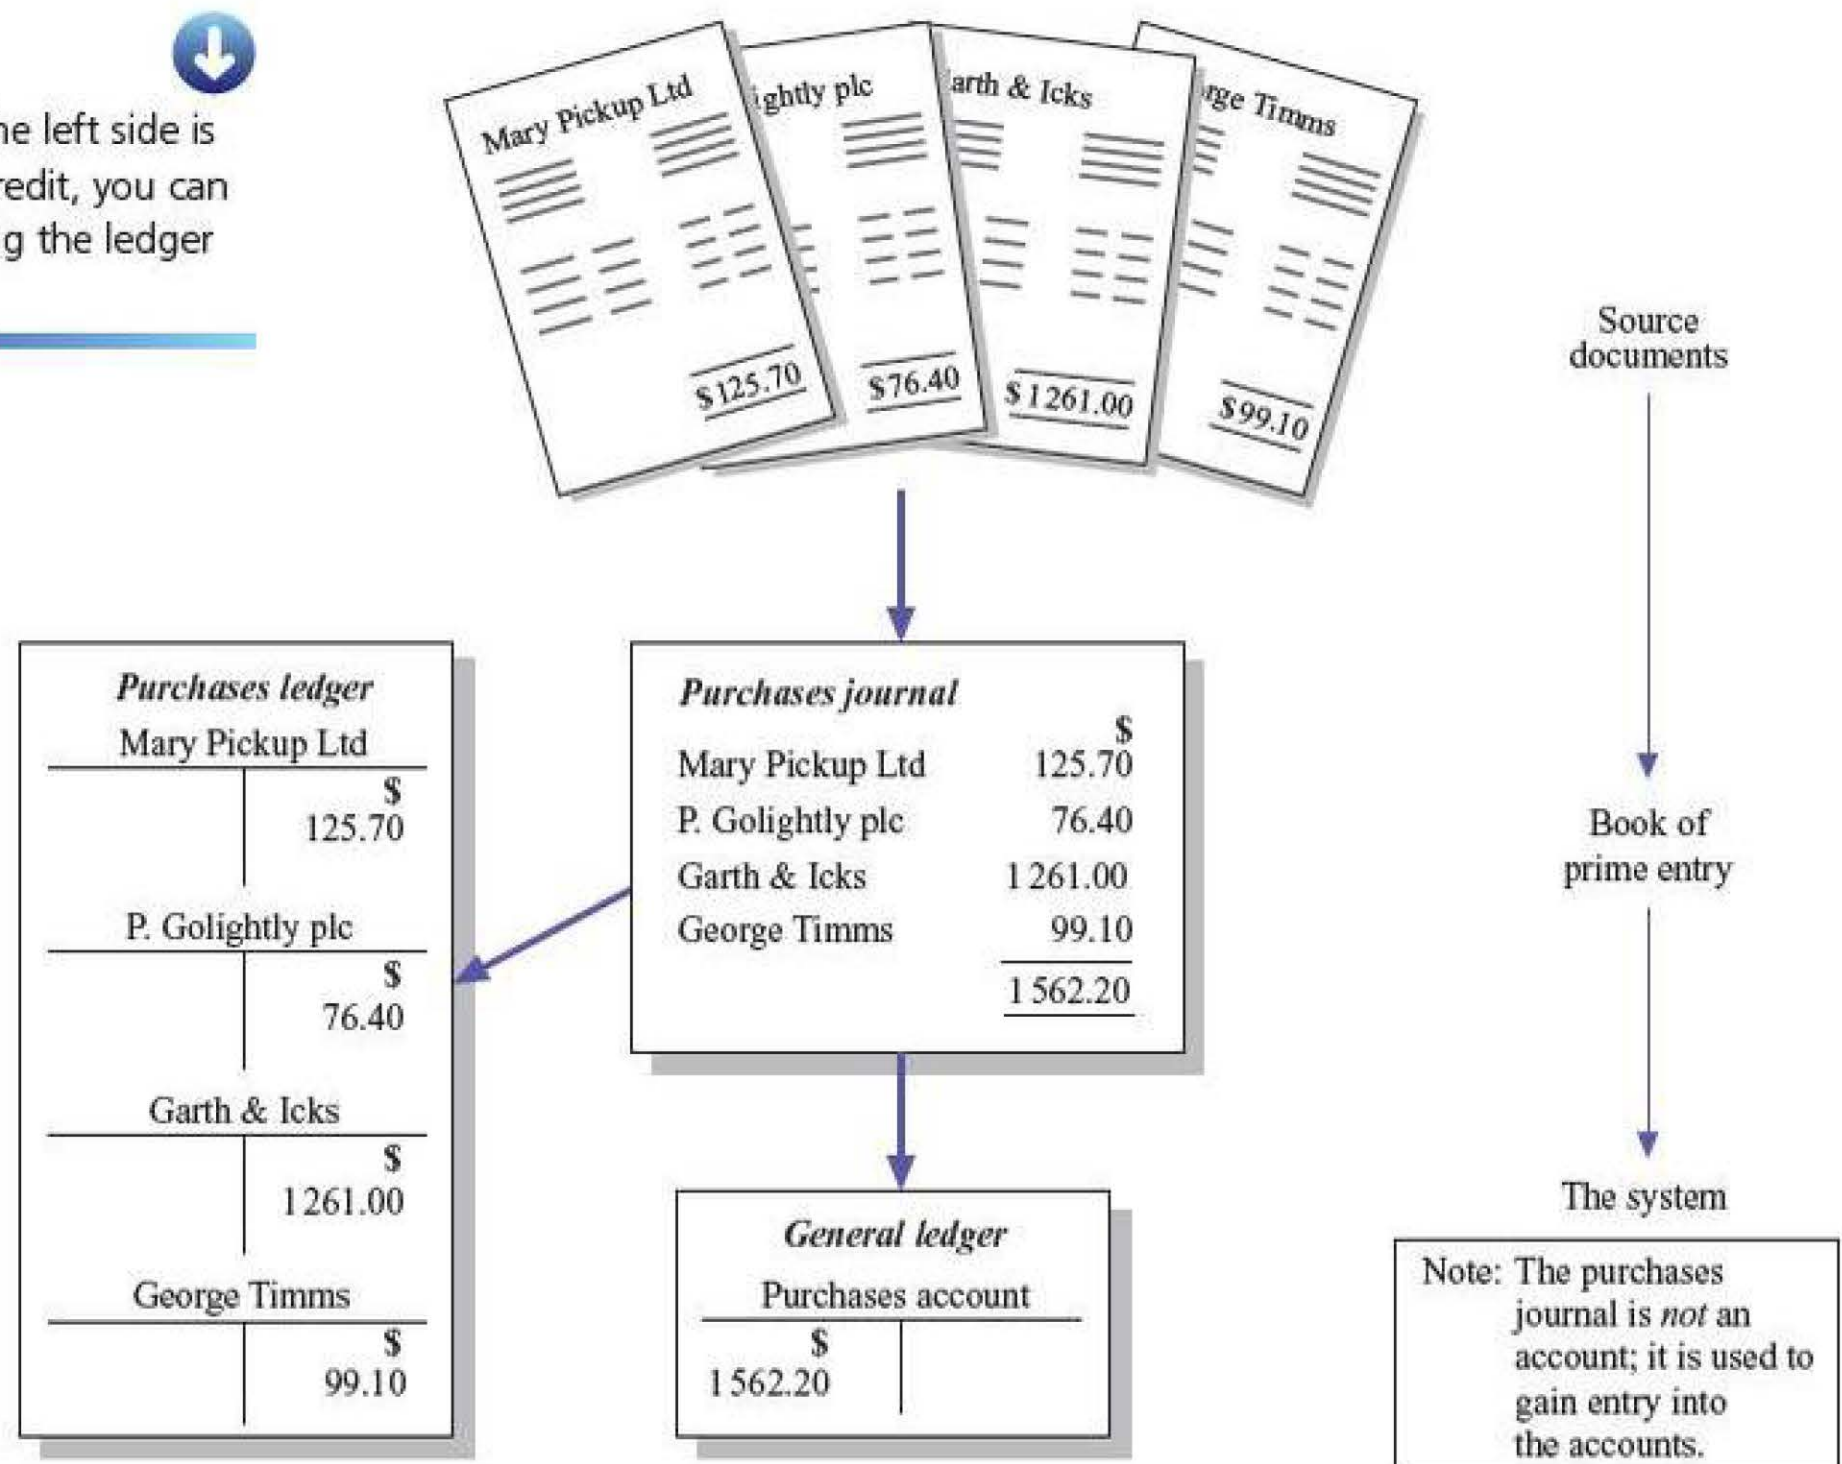 he left side is
redit, you can
g the ledger
Mary Pickup Ltd
ightly plc
arth & Icks
rge Timms
$125.70
$76.40
$1261.00
$99.10
Source
documents
Book of
prime entry
The system
Purchases ledger
Mary Pickup Ltd
$
125.70
P. Golightly plc
$
76.40
Garth & Icks
$
1261.00
George Timms
$
99.10
Purchases journal
$
Mary Pickup Ltd 125.70
P. Golightly plc 76.40
Garth & Icks 1261.00
George Timms 99.10
1562.20
General ledger
Purchases account
$
1562.20
Note: The purchases
journal is not an
account; it is used to
gain entry into
the accounts.